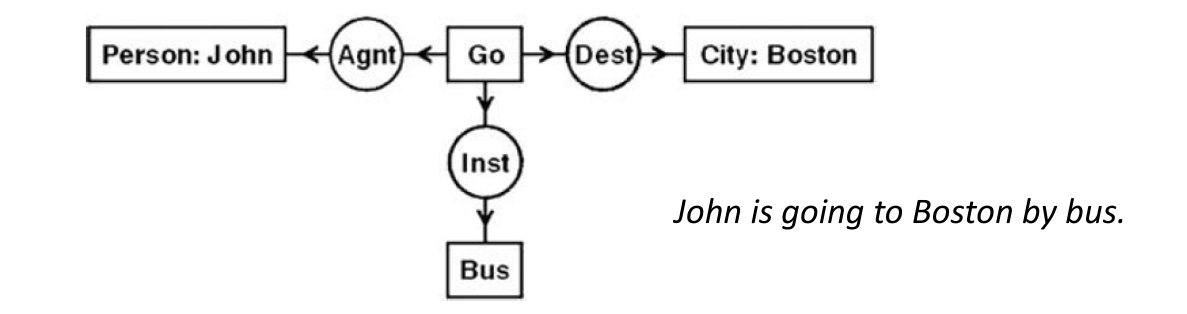 Person: John
Agnt
Go
Dest
City: Boston
Inst
John is going to Boston by bus.
Bus